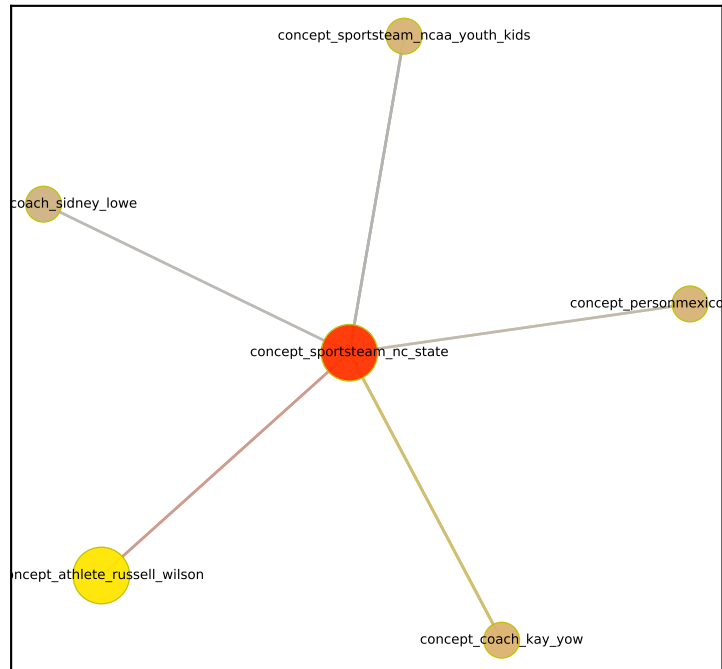 concept_sportsteam_ncaa_youth_kids
coach_sidney_lowe
concept_personmexico
concept_sportsteam_nc_state
oncept_athlete_russell_wilson
concept_coach_kay_yow